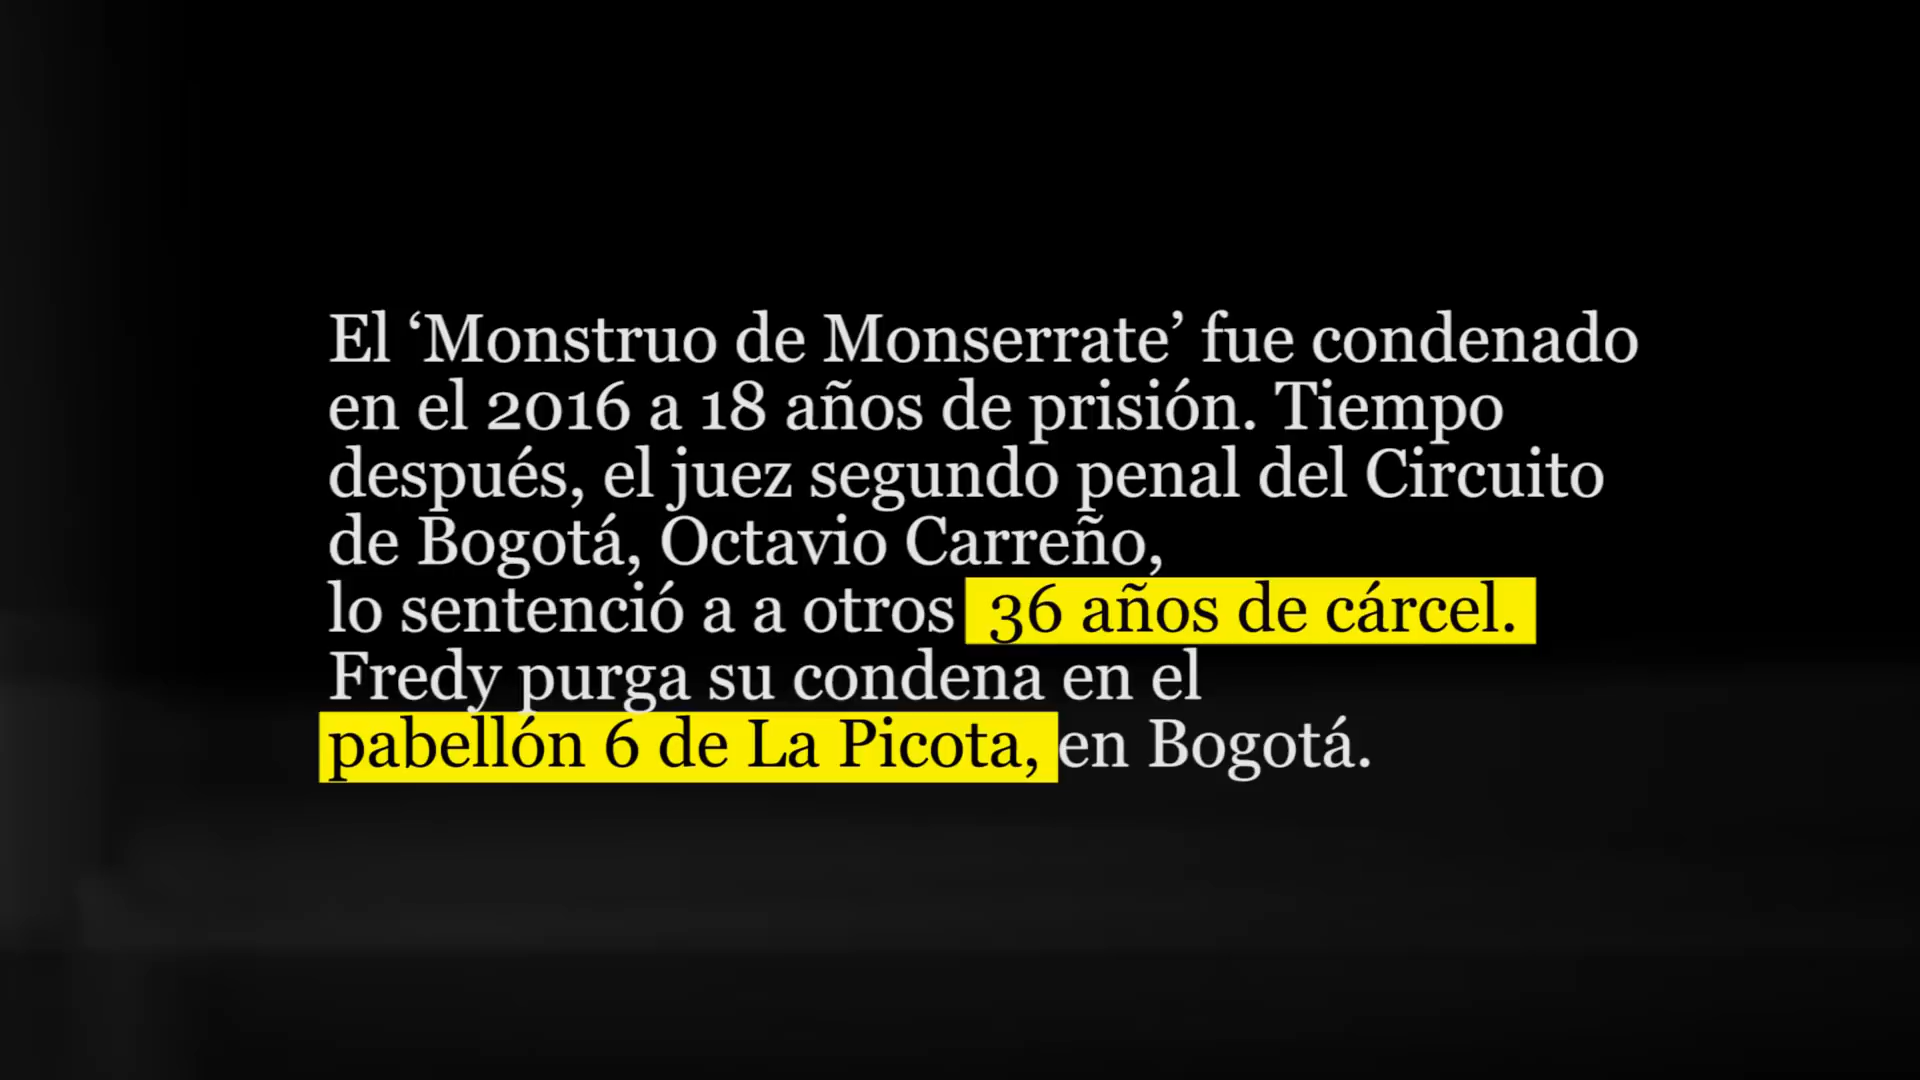 El ‘Monstruo de Monserrate’ fue condenado
en el 2016 a 18 años de prisión. Tiempo
después, el juez segundo penal del Circuito
de Bogotá, Octavio Carreño,
lo sentenció a a otros 36 años de cárcel.
Fredy purga su condena en el
pabellón 6 de La Picota, en Bogotá.